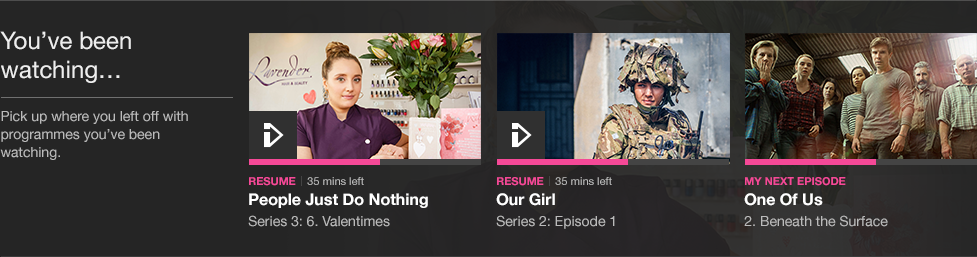 You've been
watching...
Pick up where you left off with
programmes you've been
watching.
Lavender
RESUME | 35 mins left
People Just Do Nothing
Series 3: 6. Valentimes
RESUME | 35 mins left
Our Girl
Series 2: Episode 1
MY NEXT EPISODE
One Of Us
2. Beneath the Surface